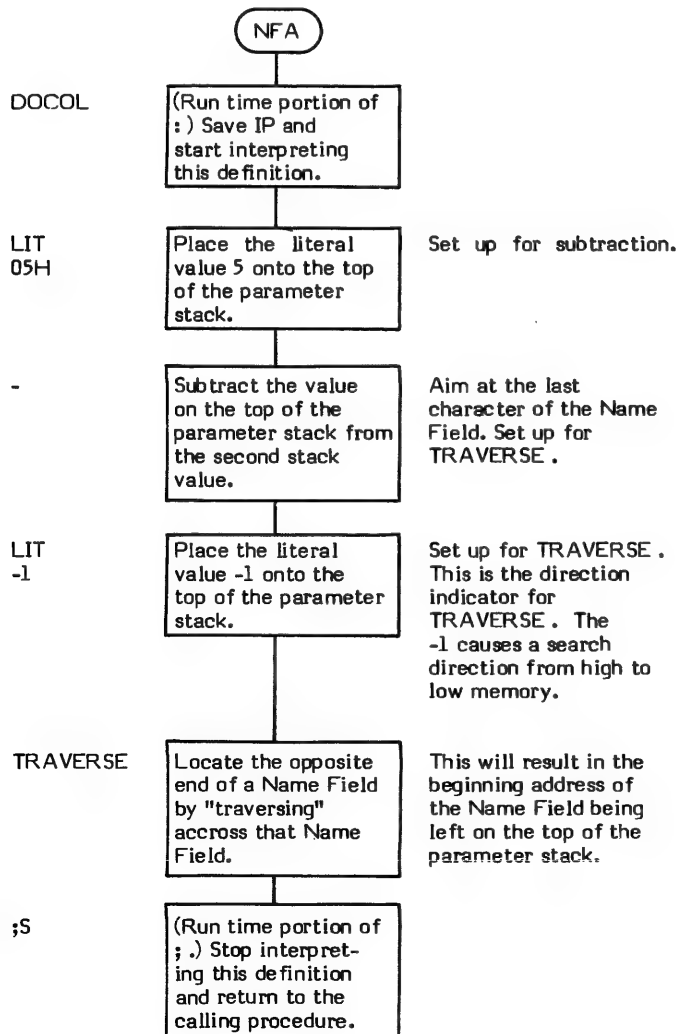 NFA
DOCOL
(Run time portion of
: ) Save IP and
start interpreting
this definition.
LIT
05H
Place the literal
value 5 onto the top
of the parameter
stack.
Set up for subtraction.
-
Subtract the value
on the top of the
parameter stack from
the second stack
value.
Aim at the last
character of the Name
Field. Set up for
TRAVERSE .
LIT
-1
Place the literal
value -1 onto the
top of the parameter
stack.
Set up for TRAVERSE .
This is the direction
indicator for
TRAVERSE . The
-1 causes a search
direction from high to
low memory.
TRAVERSE
Locate the opposite
end of a Name Field
by "traversing"
accross that Name
Field.
This will result in the
beginning address of
the Name Field being
left on the top of the
parameter stack.
;S
(Run time portion of
; .) Stop interpret-
ing this definition
and return to the
calling procedure.